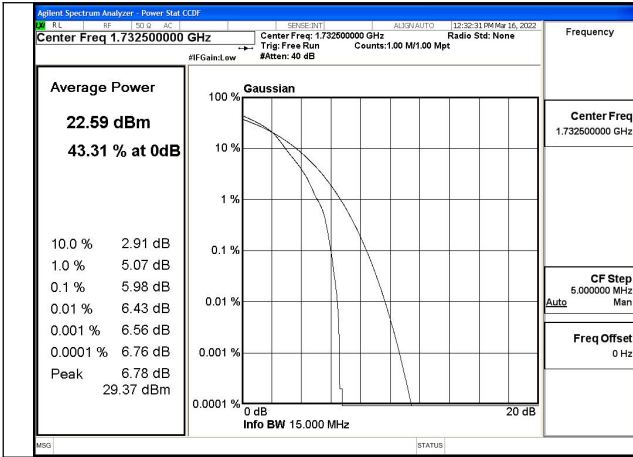 Agilent Spectrum Analyzer - Power Stat CCDF
RL RF 50 Ω AC SENSE:INT ALIGNAUTO 12:32:31 PM Mar 16, 2022
Center Freq 1.732500000 GHz
Center Freq: 1.732500000 GHz Radio Std: None
Trig: Free Run Counts:1.00 M/1.00 Mpt
#IFGain:Low #Atten: 40 dB
Frequency
Average Power
22.59 dBm
43.31 % at 0dB
10.0 % 2.91 dB
1.0 % 5.07 dB
0.1 % 5.98 dB
0.01 % 6.43 dB
0.001 % 6.56 dB
0.0001 % 6.76 dB
Peak 6.78 dB
29.37 dBm
Gaussian
100 %
10 %
1 %
0.1 %
0.01 %
0.001 %
0.0001 %
0 dB 20 dB
Info BW 15.000 MHz
Center Freq
1.732500000 GHz
CF Step
5.000000 MHz
Auto Man
Freq Offset
0 Hz
MSG STATUS